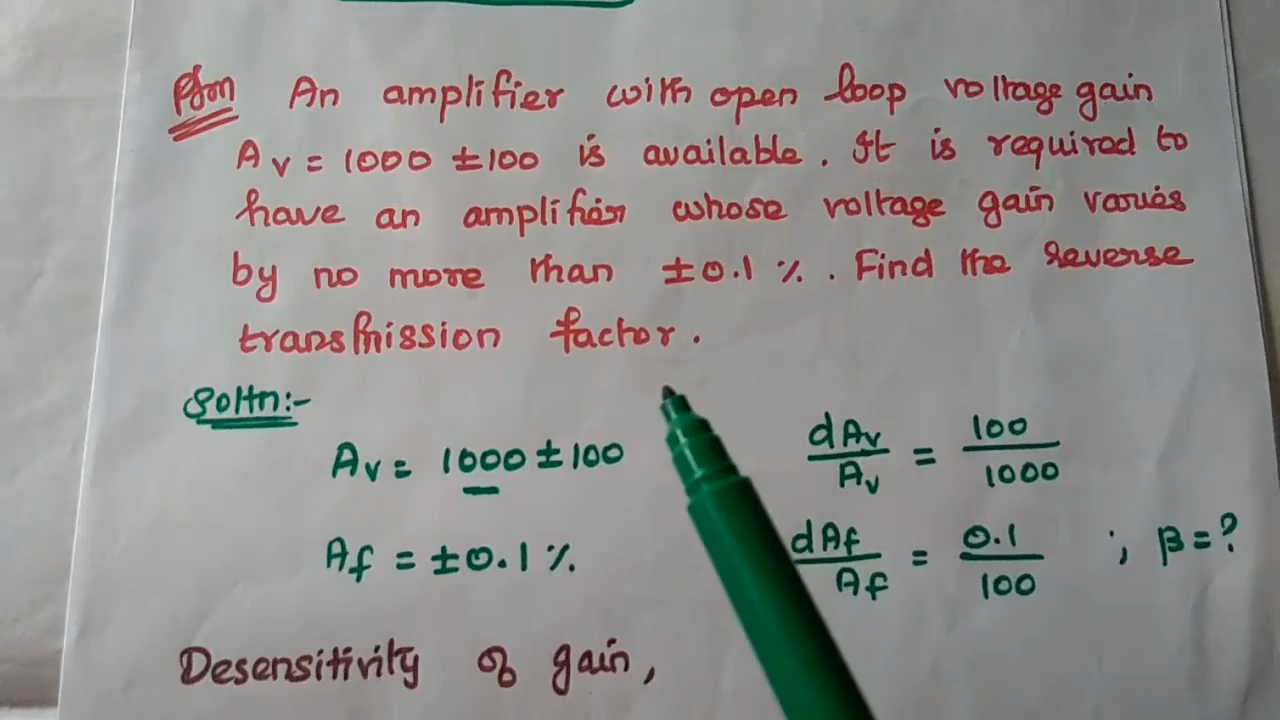 Pbm An amplifier with open loop voltage gain
Av = 1000 ±100 is available. It is required to
have an amplifier whose voltage gain varies
by no more than ±0.1 %. Find the reverse
transmission factor.
Soltn:-
Av = 1000 ± 100
dAv/Av = 100/1000
Af = ±0.1 %
dAf/Af = 0.1/100 ; β = ?
Desensitivity of gain,